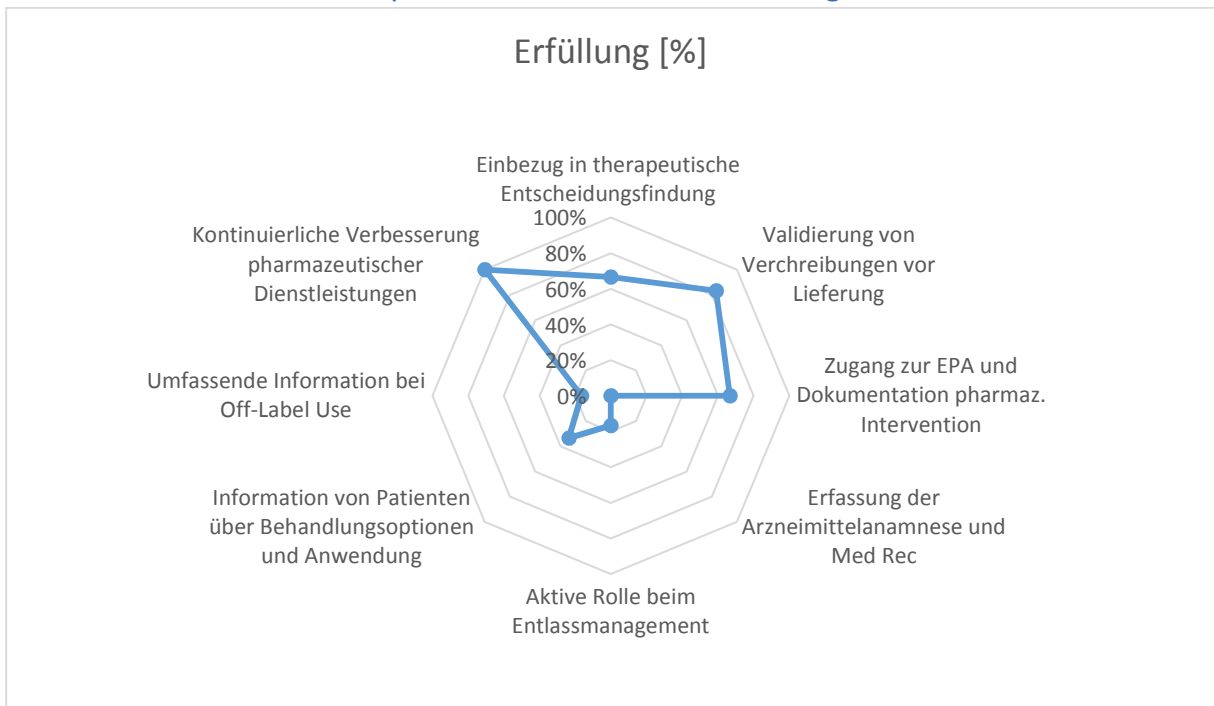 Erfüllung [%]
Einbezug in therapeutische
Entscheidungsfindung
Validierung von
Verchreibungen vor
Lieferung
Zugang zur EPA und
Dokumentation pharmaz.
Intervention
Erfassung der
Arzneimittelanamnese und
Med Rec
Aktive Rolle beim
Entlassmanagement
Information von Patienten
über Behandlungsoptionen
und Anwendung
Umfassende Information bei
Off-Label Use
Kontinuierliche Verbesserung
pharmazeutischer
Dienstleistungen
100%
80%
60%
40%
20%
0%